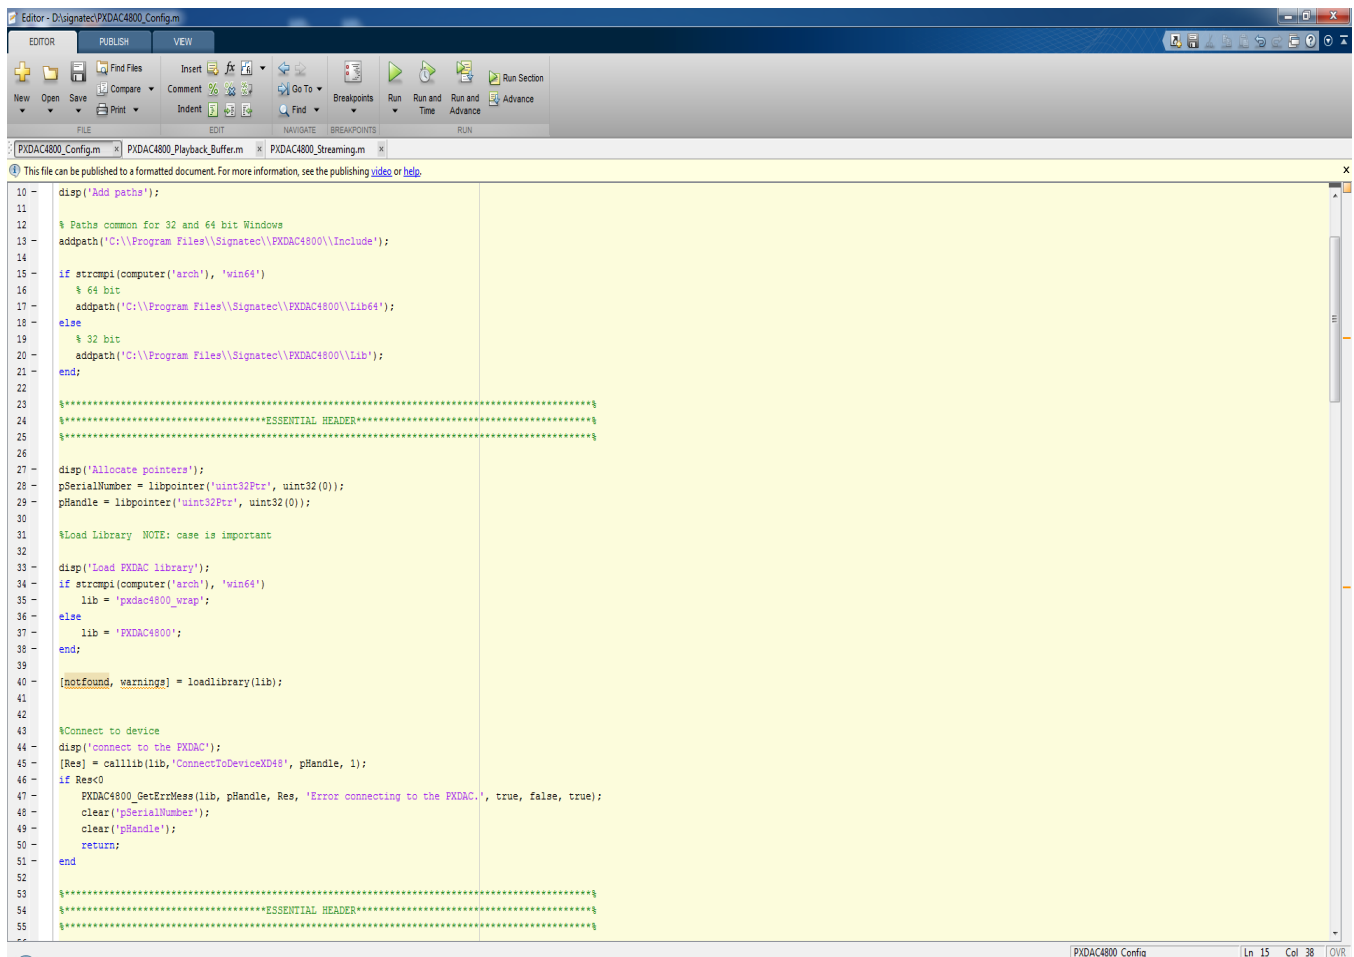 Editor - D:\signatec\PXDAC4800_Config.m
EDITOR PUBLISH VIEW
Find Files Insert fx
Compare Comment Go To Breakpoints Run Run and Time Run and Advance Run Section
New Open Save Print Indent Find Advance
FILE EDIT NAVIGATE BREAKPOINTS RUN
PXDAC4800_Config.m x PXDAC4800_Playback_Buffer.m x PXDAC4800_Streaming.m x
This file can be published to a formatted document. For more information, see the publishing video or help. x
10 - disp('Add paths');
11
12 % Paths common for 32 and 64 bit Windows
13 - addpath('C:\\Program Files\\Signatec\\PXDAC4800\\Include');
14
15 - if strcmpi(computer('arch'), 'win64')
16 % 64 bit
17 - addpath('C:\\Program Files\\Signatec\\PXDAC4800\\Lib64');
18 - else
19 % 32 bit
20 - addpath('C:\\Program Files\\Signatec\\PXDAC4800\\Lib');
21 - end;
22
23 %**********************************************************************************************%
24 %************************************ESSENTIAL HEADER******************************************%
25 %**********************************************************************************************%
26
27 - disp('Allocate pointers');
28 - pSerialNumber = libpointer('uint32Ptr', uint32(0));
29 - pHandle = libpointer('uint32Ptr', uint32(0));
30
31 %Load Library NOTE: case is important
32
33 - disp('Load PXDAC library');
34 - if strcmpi(computer('arch'), 'win64')
35 - lib = 'pxdac4800_wrap';
36 - else
37 - lib = 'PXDAC4800';
38 - end;
39
40 - [notfound, warnings] = loadlibrary(lib);
41
42
43 %Connect to device
44 - disp('connect to the PXDAC');
45 - [Res] = calllib(lib,'ConnectToDeviceXD48', pHandle, 1);
46 - if Res<0
47 - PXDAC4800_GetErrMess(lib, pHandle, Res, 'Error connecting to the PXDAC.', true, false, true);
48 - clear('pSerialNumber');
49 - clear('pHandle');
50 - return;
51 - end
52
53 %**********************************************************************************************%
54 %************************************ESSENTIAL HEADER******************************************%
55 %**********************************************************************************************%
PXDAC4800_Config Ln 15 Col 38 OVR